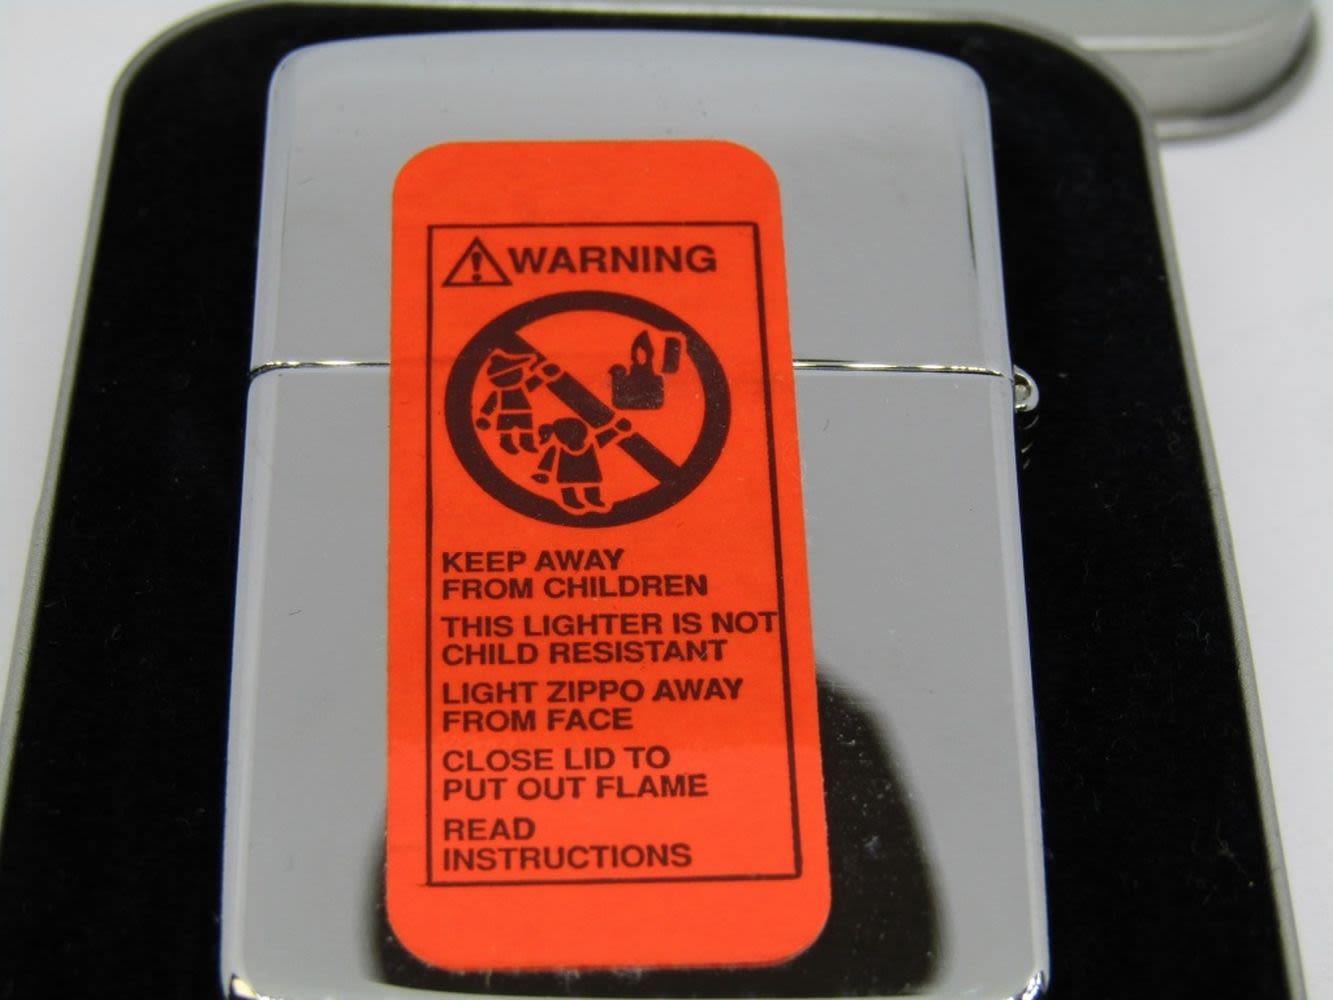 WARNING
KEEP AWAY
FROM CHILDREN
THIS LIGHTER IS NOT
CHILD RESISTANT
LIGHT ZIPPO AWAY
FROM FACE
CLOSE LID TO
PUT OUT FLAME
READ
INSTRUCTIONS